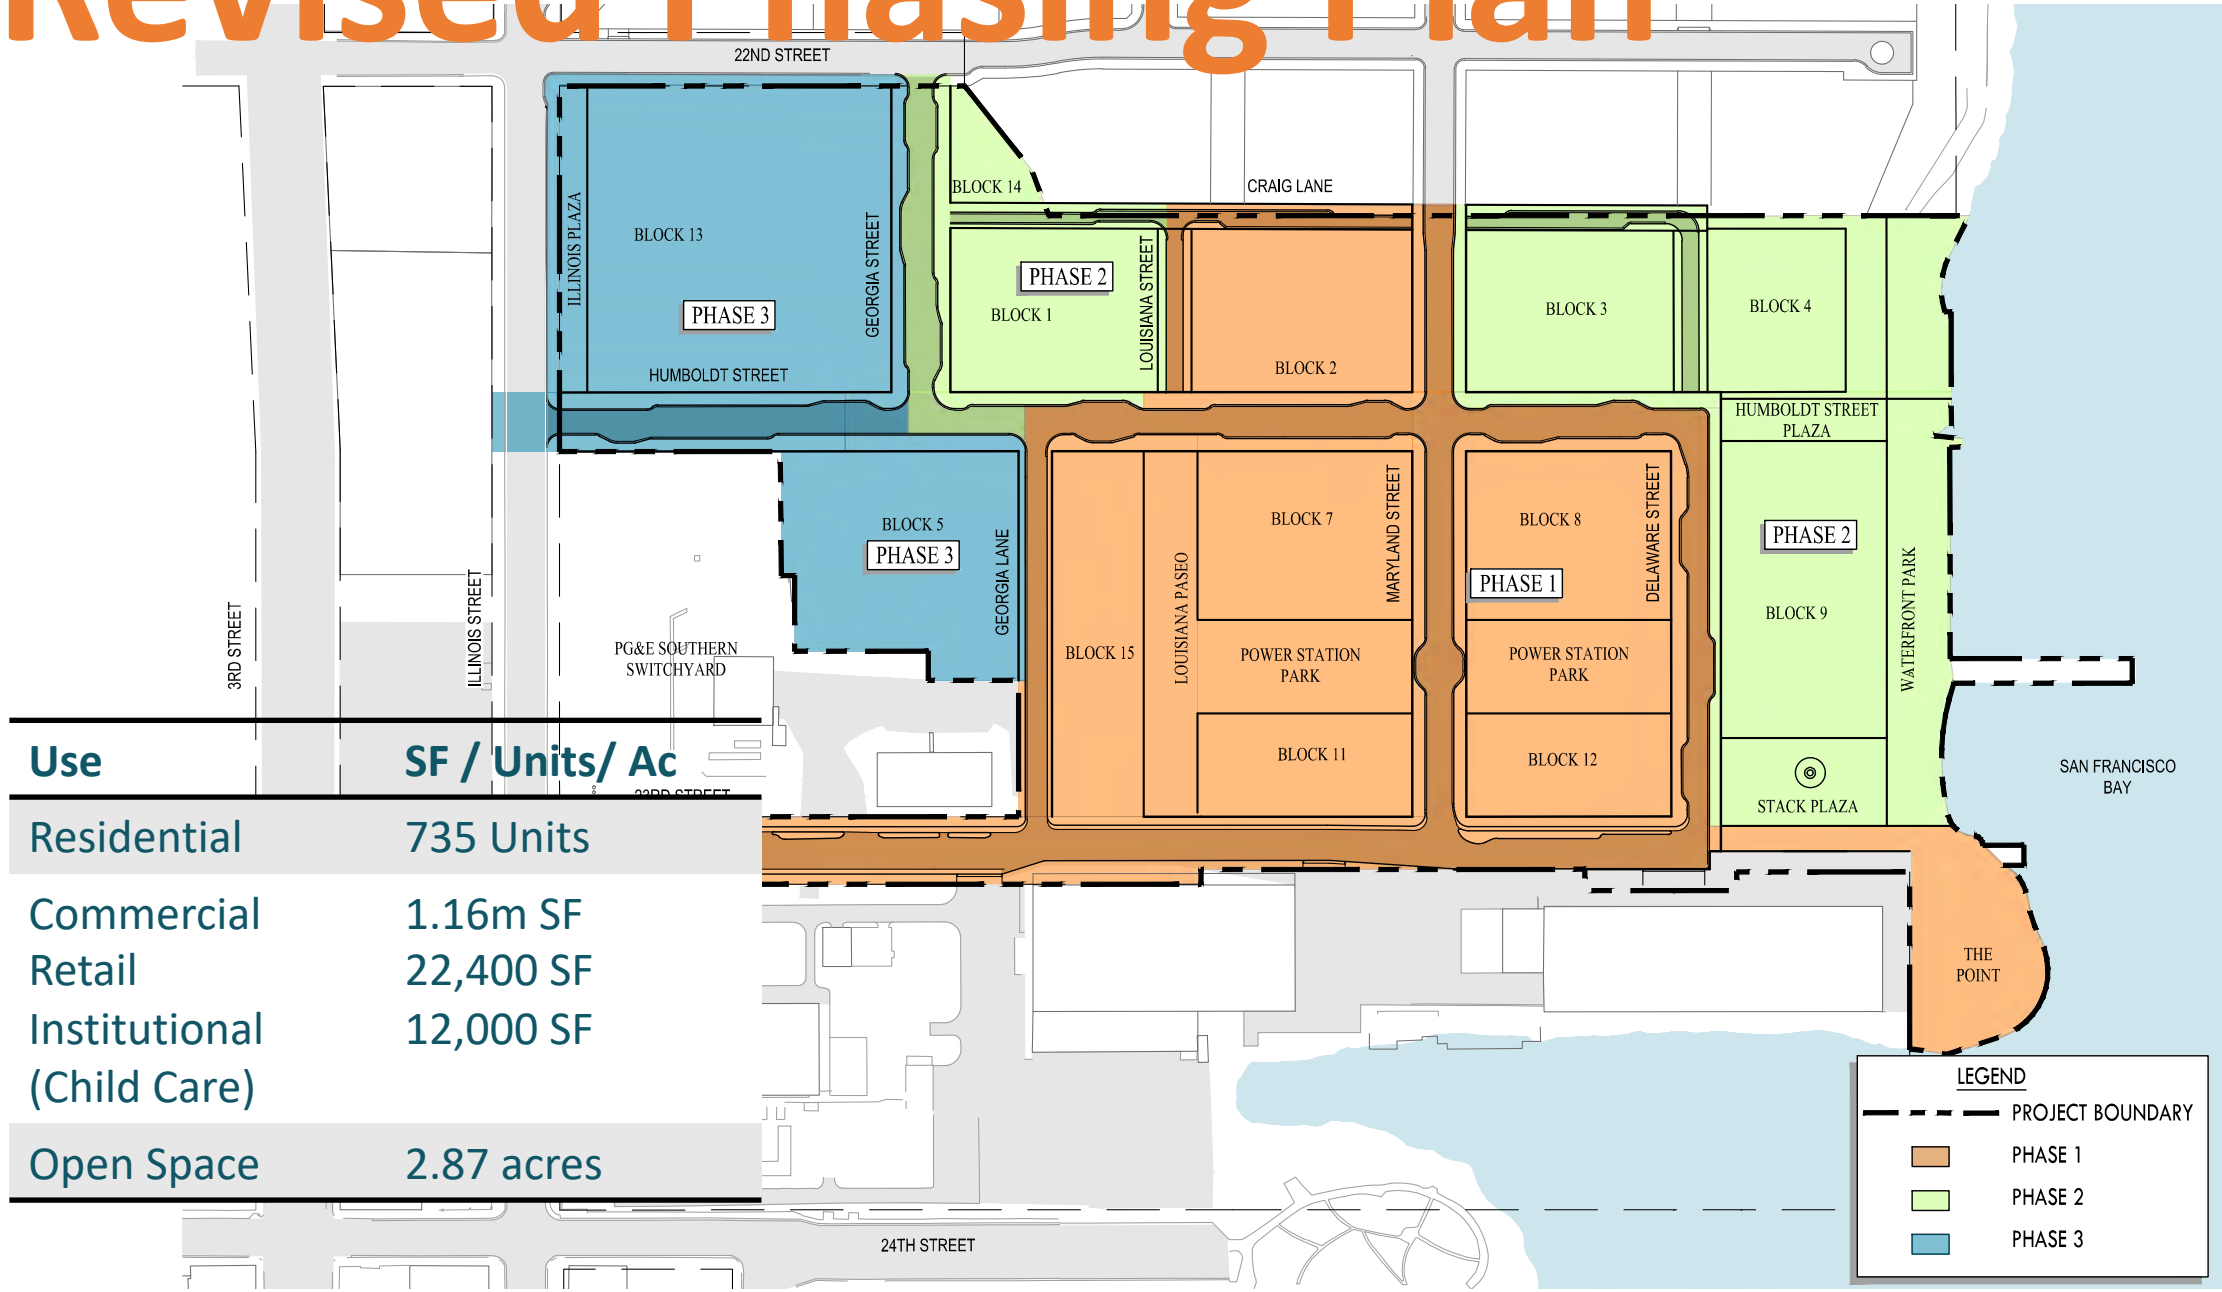 Revised Phasing Plan
22ND STREET
BLOCK 14
CRAIG LANE
ILLINOIS PLAZA
BLOCK 13
GEORGIA STREET
PHASE 3
HUMBOLDT STREET
PHASE 2
BLOCK 1
LOUISIANA STREET
BLOCK 2
BLOCK 3
BLOCK 4
HUMBOLDT STREET
PLAZA
BLOCK 5
PHASE 3
GEORGIA LANE
BLOCK 7
MARYLAND STREET
BLOCK 8
DELAWARE STREET
PHASE 1
PHASE 2
BLOCK 9
WATERFRONT PARK
3RD STREET
ILLINOIS STREET
PG&E SOUTHERN
SWITCHYARD
BLOCK 15
LOUISIANA PASEO
POWER STATION
PARK
POWER STATION
PARK
BLOCK 11
BLOCK 12
STACK PLAZA
SAN FRANCISCO
BAY
23RD STREET
Use SF / Units/ Ac
Residential 735 Units
Commercial 1.16m SF
Retail 22,400 SF
Institutional 12,000 SF
(Child Care)
Open Space 2.87 acres
THE
POINT
24TH STREET
LEGEND
PROJECT BOUNDARY
PHASE 1
PHASE 2
PHASE 3